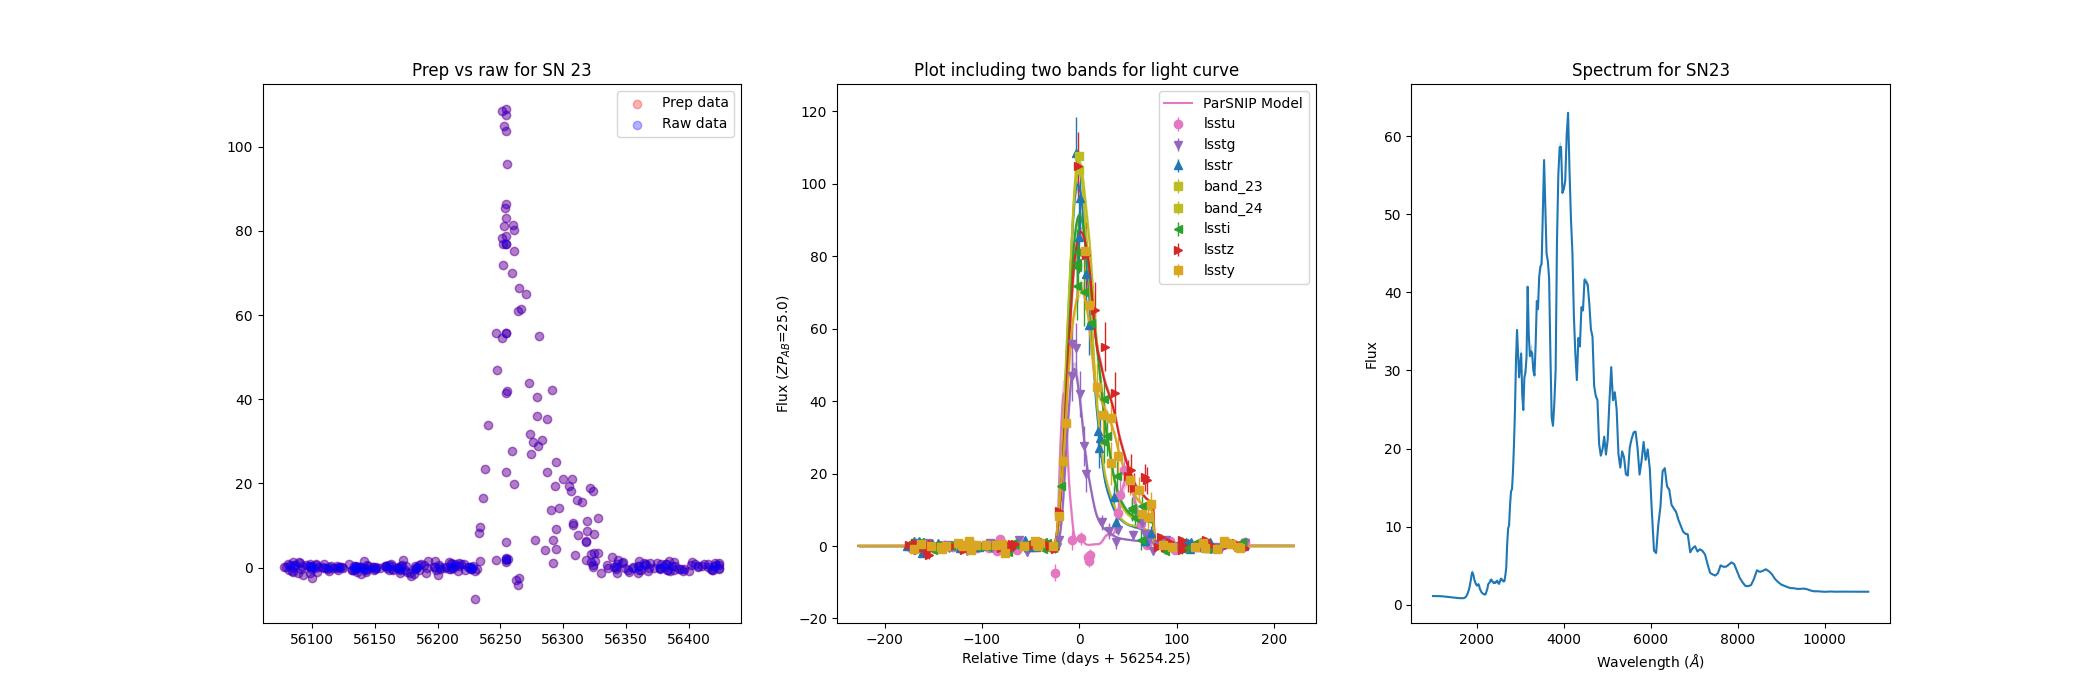 Prep vs raw for SN 23
Prep data
Raw data
100
80
60
40
20
0
56100 56150 56200 56250 56300 56350 56400
Plot including two bands for light curve
ParSNIP Model
lsstu
lsstg
lsstr
band_23
band_24
lssti
lsstz
lssty
Flux (ZP_AB=25.0)
120
100
80
60
40
20
0
−20
−200 −100 0 100 200
Relative Time (days + 56254.25)
Spectrum for SN23
Flux
60
50
40
30
20
10
0
2000 4000 6000 8000 10000
Wavelength (Å)